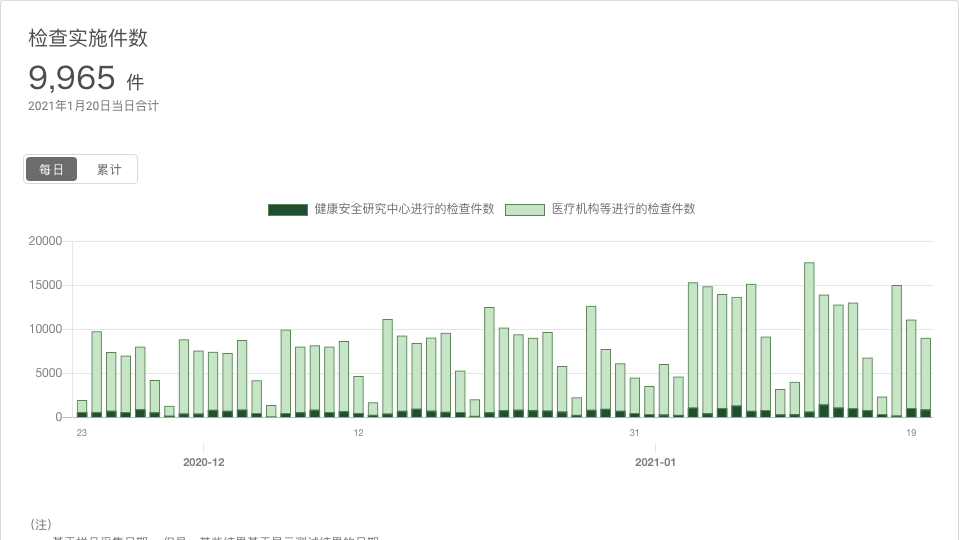 检查实施件数
9,965 件
2021年1月20日当日合计
每日 累计
健康安全研究中心进行的检查件数 医疗机构等进行的检查件数
20000
15000
10000
5000
0
23 12 31 19
2020-12 2021-01
（注）